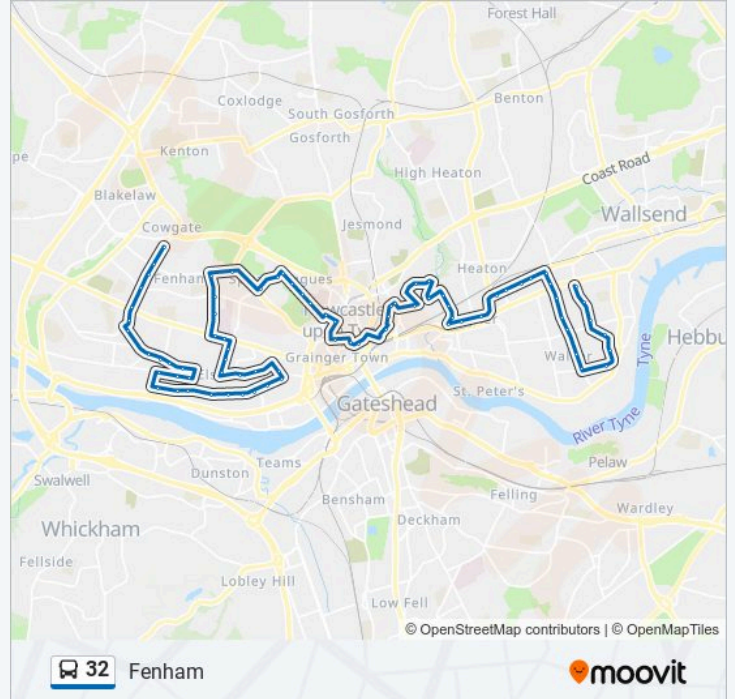 Forest Hall
Coxlodge
Benton
South Gosforth
Gosforth
Kenton
High Heaton
Coast Road
Blakelaw
Wallsend
Cowgate
Jesmond
Heaton
Fenham
Newcastle
Grainger Town
Hebbu
Tyne
Gateshead
St. Peter's
River Tyne
Teams
Dunston
Pelaw
Swalwell
Bensham
Felling
Wardley
Deckham
Whickham
Fellside
Lobley Hill
Low Fell
© OpenStreetMap contributors | © OpenMapTiles
32 Fenham
moovit